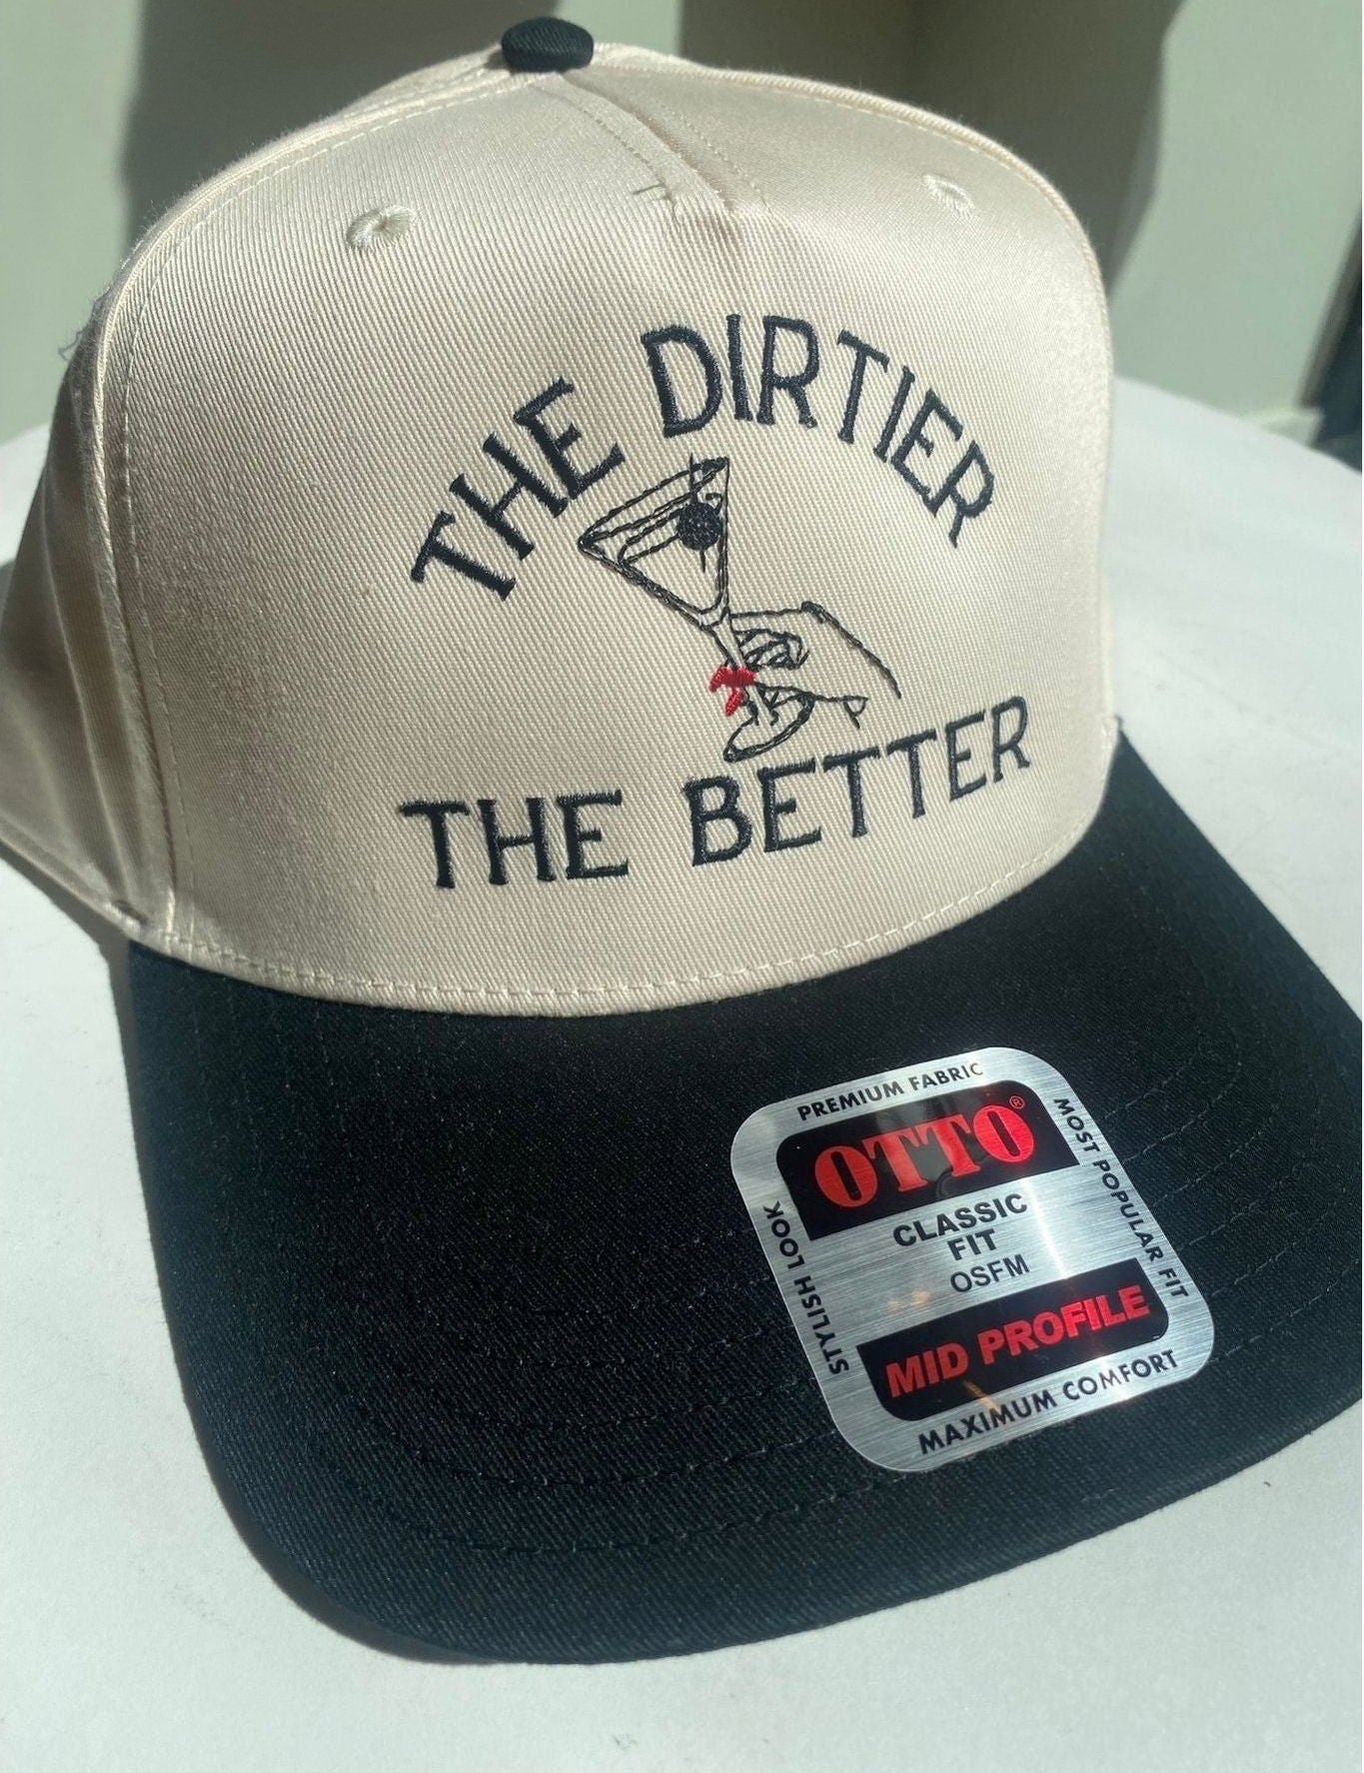 THE DIRTIER
THE BETTER
PREMIUM FABRIC
OTTO®
MOST POPULAR FIT
STYLISH LOOK
CLASSIC
FIT
OSFM
MID PROFILE
MAXIMUM COMFORT